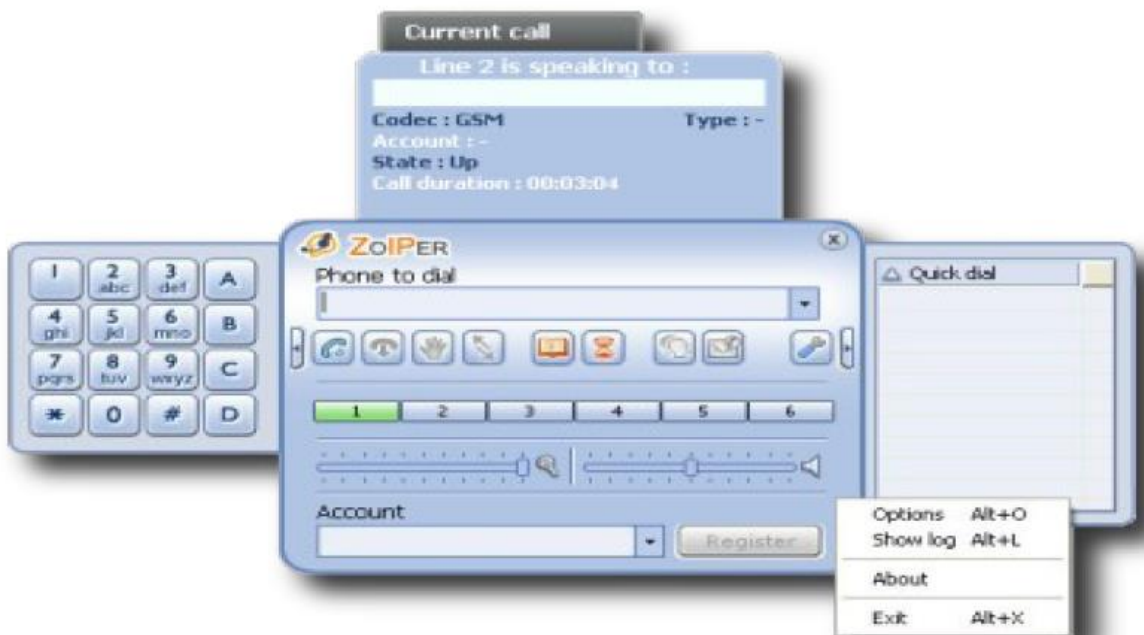 Current call
Line 2 is speaking to :
Codec : GSM Type : -
Account : -
State : Up
Call duration : 00:03:04
ZOIPER
Phone to dial
1 2 abc 3 def A
4 ghi 5 jkl 6 mno B
7 pqrs 8 tuv 9 wxyz C
* 0 # D
Quick dial
1 2 3 4 5 6
Account
Register
Options Alt+O
Show log Alt+L
About
Exit Alt+X